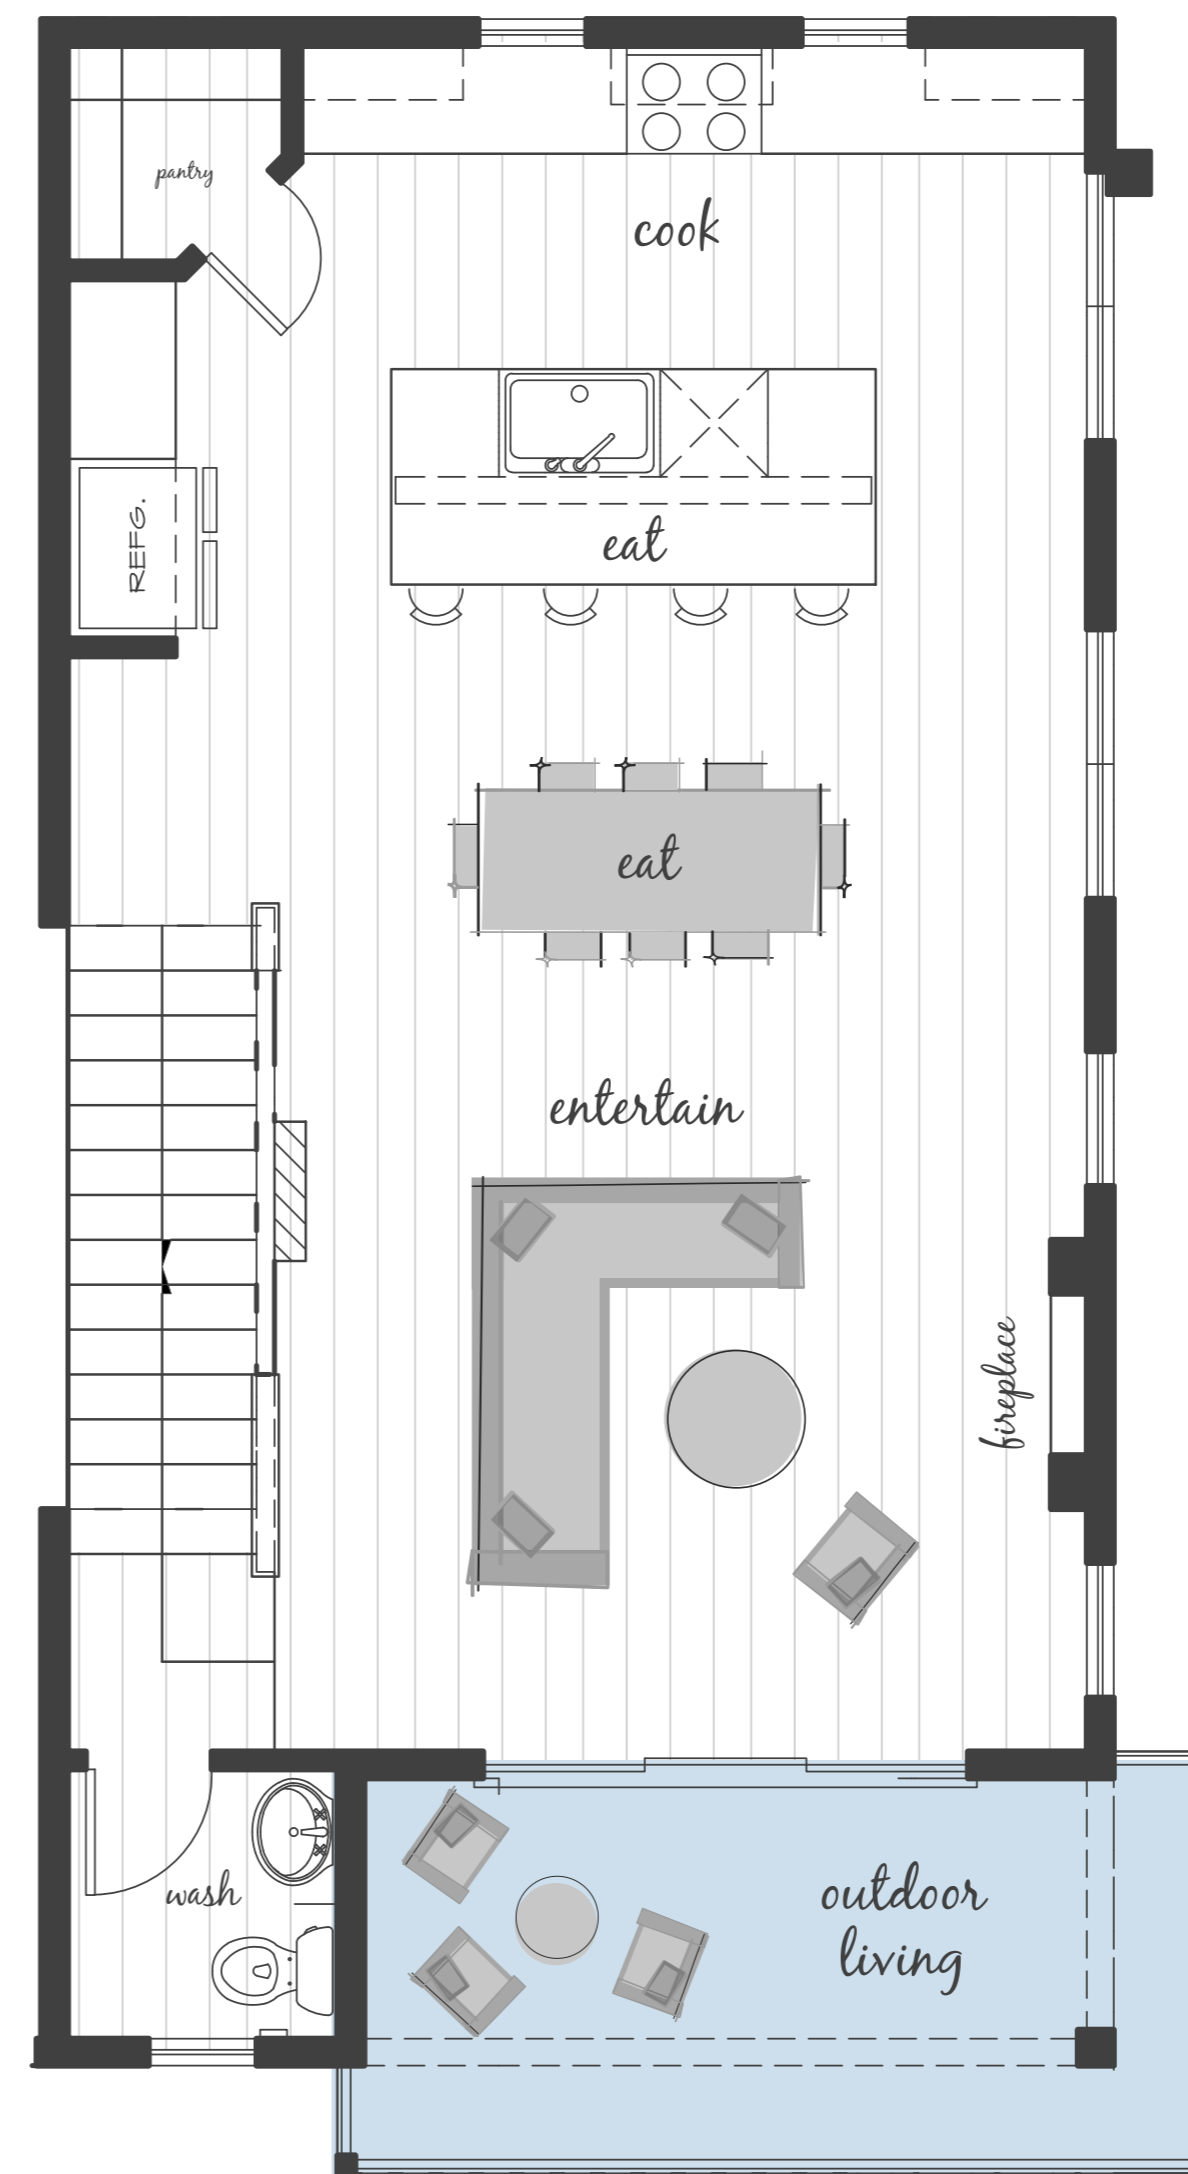 pantry
cook
REFG.
eat
eat
entertain
fireplace
wash
outdoor
living